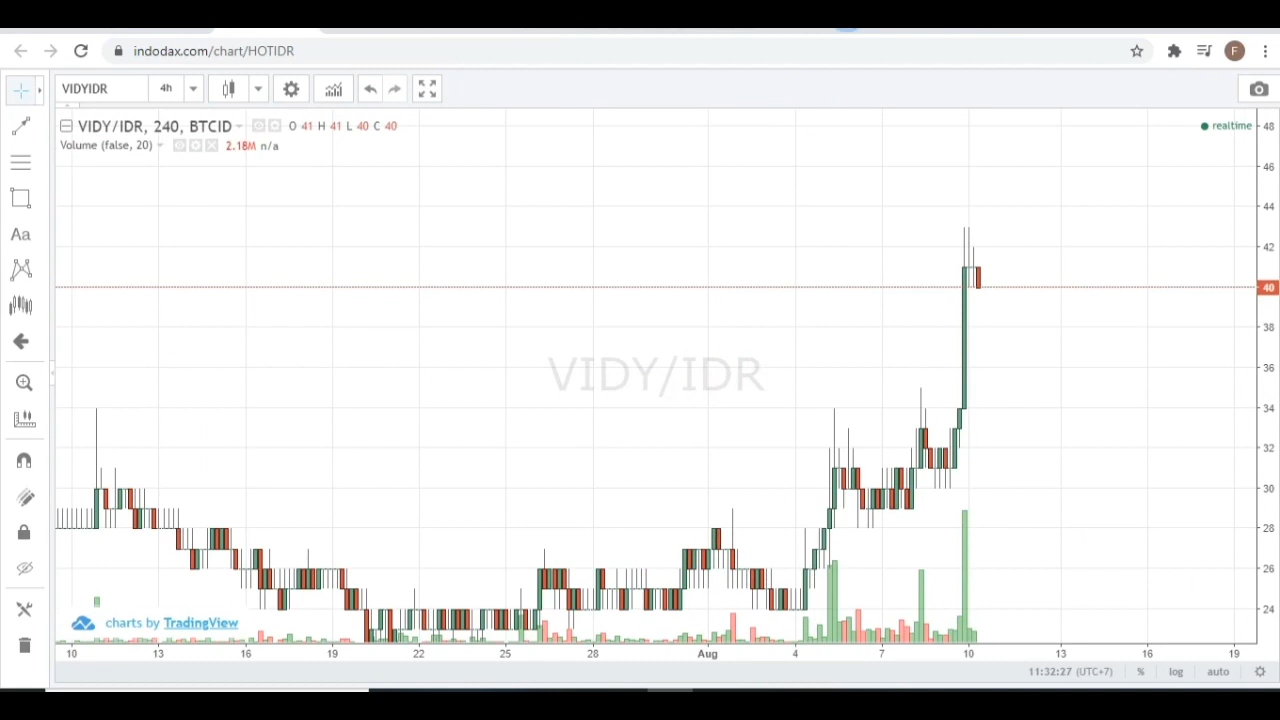 indodax.com/chart/HOTIDR
F
VIDYIDR 4h
VIDY/IDR, 240, BTCID O 41 H 41 L 40 C 40
Volume (false, 20) 2.18M n/a
realtime
Aa
VIDY/IDR
48
46
44
42
40
38
36
34
32
30
28
26
24
charts by TradingView
10 13 16 19 22 25 28 Aug 4 7 10 13 16 19
11:32:27 (UTC+7) % log auto